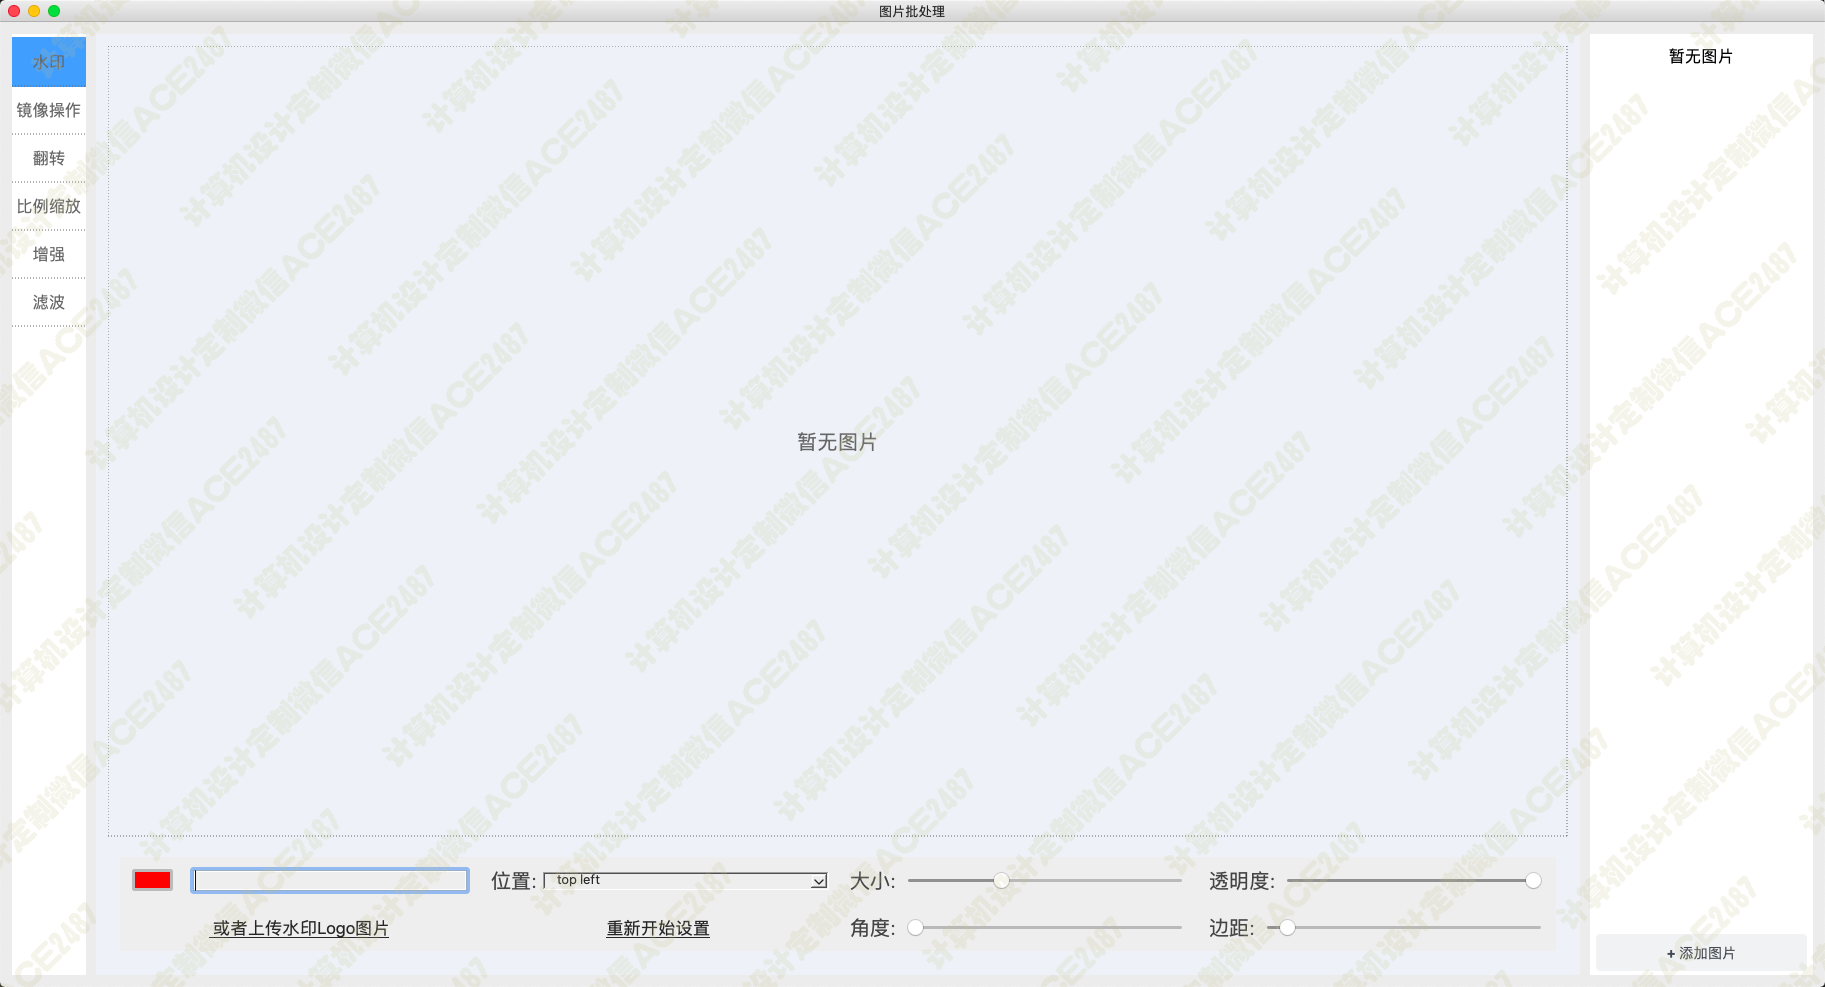 图片批处理
水印
镜像操作
翻转
比例缩放
增强
滤波
暂无图片
暂无图片
+ 添加图片
位置: top left
大小:
透明度:
或者上传水印Logo图片
重新开始设置
角度:
边距:
计算机设计定制微信ACE2487